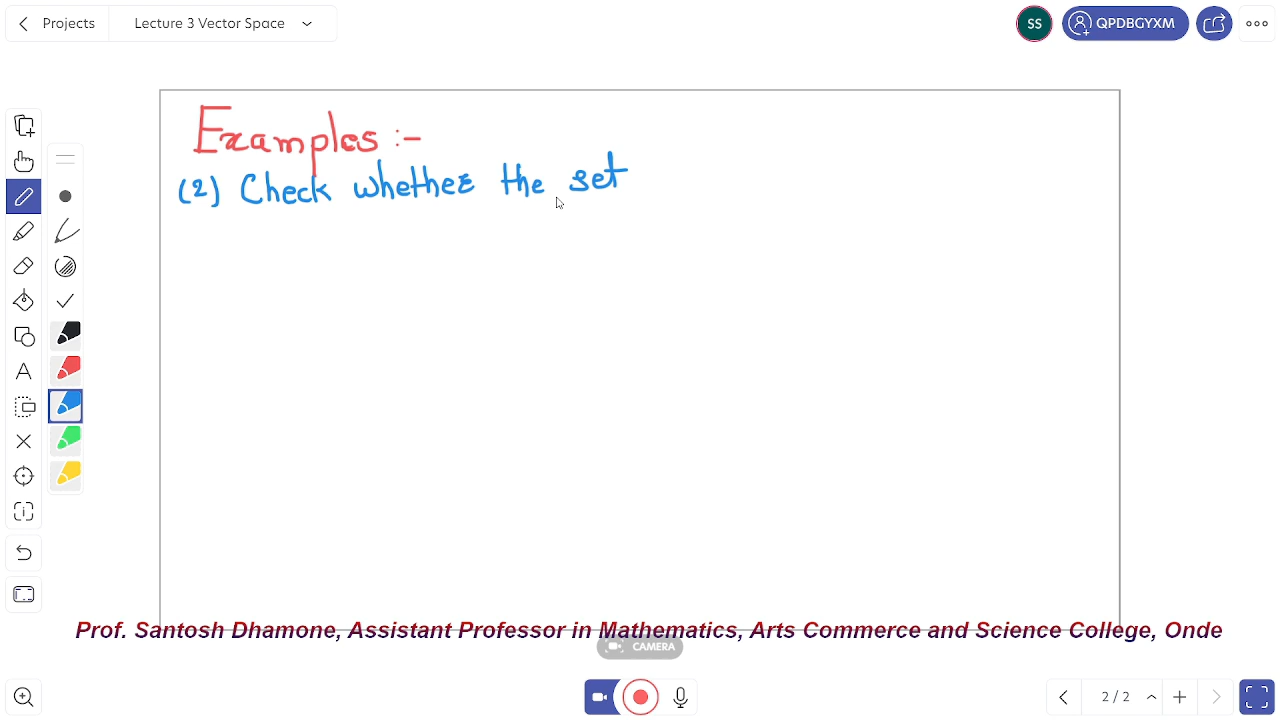 Projects
Lecture 3 Vector Space
SS
QPDBGYXM
Examples :-
(2) Check whether the set
Prof. Santosh Dhamone, Assistant Professor in Mathematics, Arts Commerce and Science College, Onde
CAMERA
2 / 2